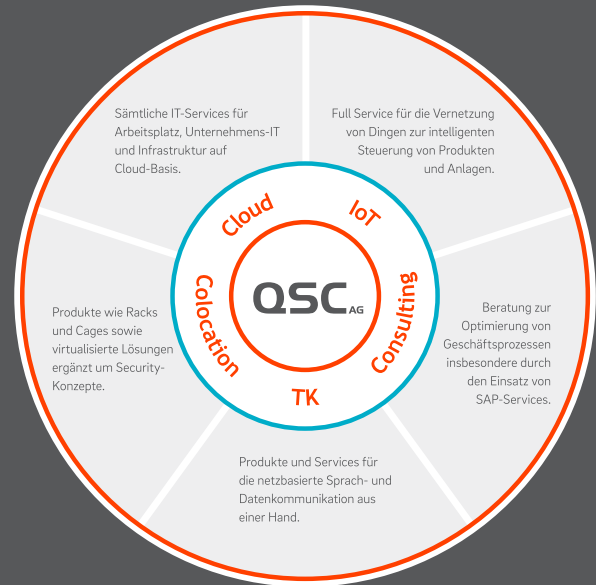 Sämtliche IT-Services für
Arbeitsplatz, Unternehmens-IT
und Infrastruktur auf
Cloud-Basis.
Full Service für die Vernetzung
von Dingen zur intelligenten
Steuerung von Produkten
und Anlagen.
Cloud
IoT
Colocation
QSC AG
Consulting
TK
Produkte wie Racks
und Cages sowie
virtualisierte Lösungen
ergänzt um Security-
Konzepte.
Beratung zur
Optimierung von
Geschäftsprozessen
insbesondere durch
den Einsatz von
SAP-Services.
Produkte und Services für
die netzbasierte Sprach- und
Datenkommunikation aus
einer Hand.